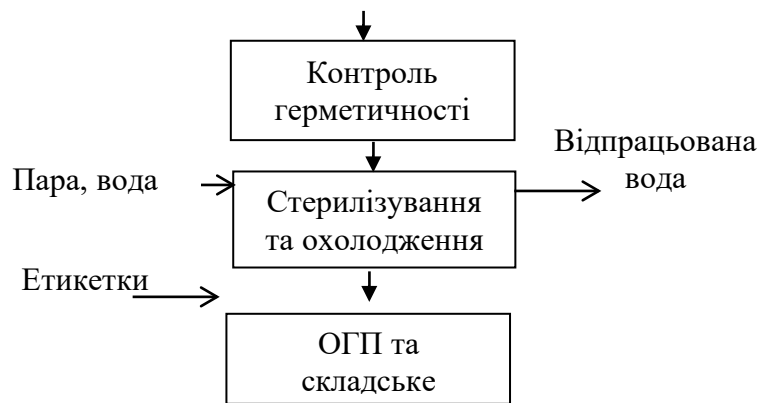 Контроль
герметичності
Відпрацьована
вода
Пара, вода
Стерилізування
та охолодження
Етикетки
ОГП та
складське